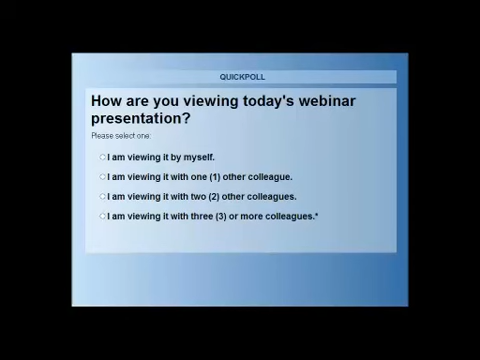 QUICKPOLL
How are you viewing today's webinar
presentation?
Please select one:
I am viewing it by myself.
I am viewing it with one (1) other colleague.
I am viewing it with two (2) other colleagues.
I am viewing it with three (3) or more colleagues.*